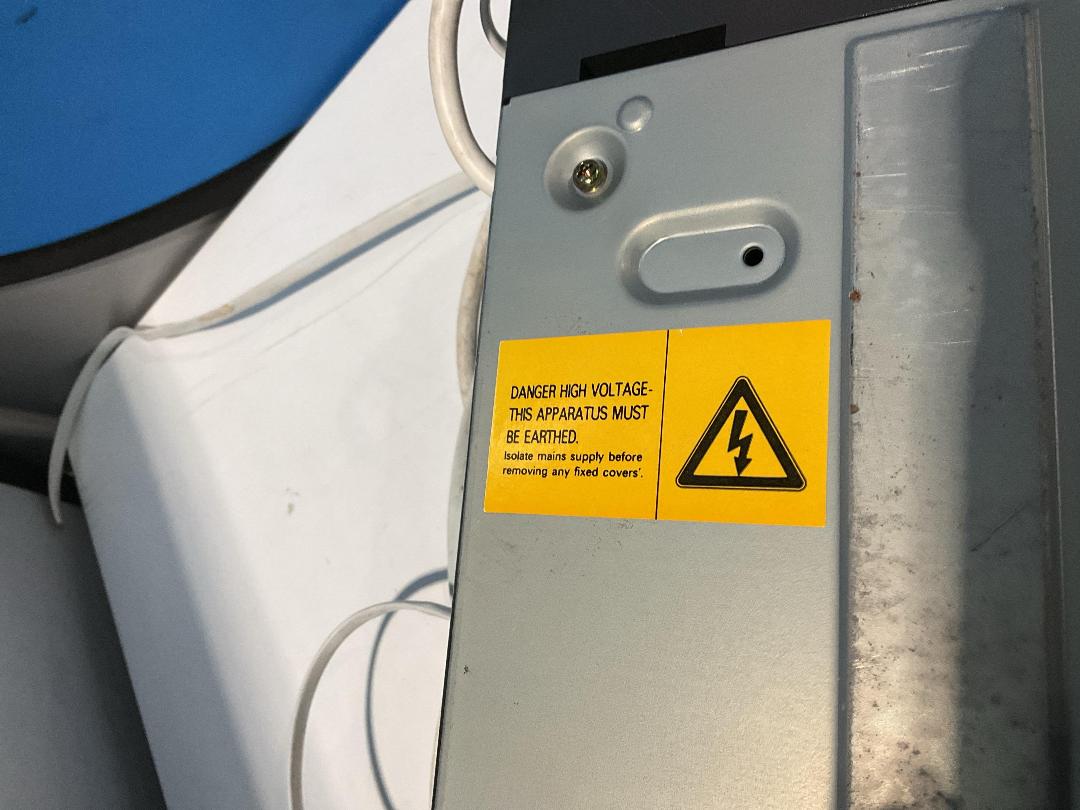 DANGER HIGH VOLTAGE-
THIS APPARATUS MUST
BE EARTHED.
Isolate mains supply before
removing any fixed covers'.